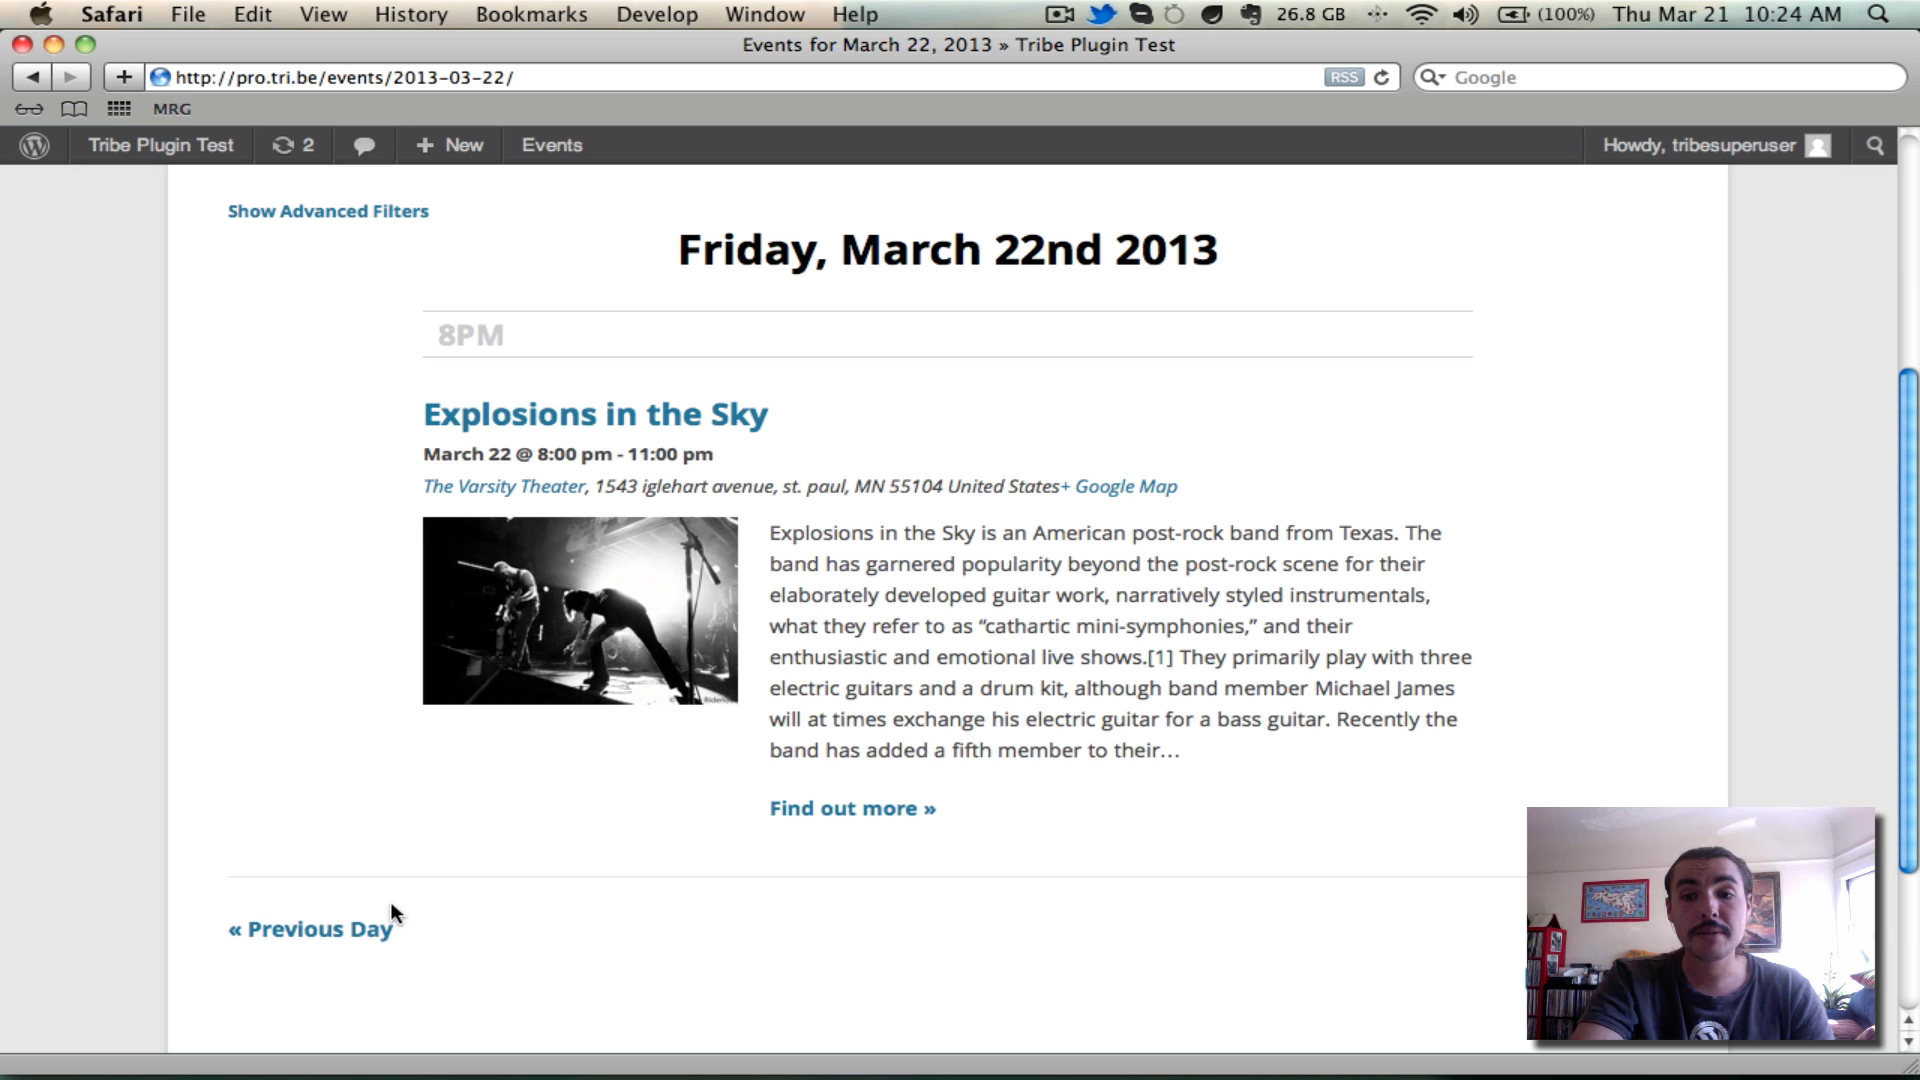 Safari File Edit View History Bookmarks Develop Window Help 26.8 GB (100%) Thu Mar 21 10:24 AM
Events for March 22, 2013 » Tribe Plugin Test
http://pro.tri.be/events/2013-03-22/ RSS Google
MRG
Tribe Plugin Test 2 + New Events Howdy, tribesuperuser
Show Advanced Filters
Friday, March 22nd 2013
8PM
Explosions in the Sky
March 22 @ 8:00 pm - 11:00 pm
The Varsity Theater, 1543 iglehart avenue, st. paul, MN 55104 United States+ Google Map
Explosions in the Sky is an American post-rock band from Texas. The
band has garnered popularity beyond the post-rock scene for their
elaborately developed guitar work, narratively styled instrumentals,
what they refer to as “cathartic mini-symphonies,” and their
enthusiastic and emotional live shows.[1] They primarily play with three
electric guitars and a drum kit, although band member Michael James
will at times exchange his electric guitar for a bass guitar. Recently the
band has added a fifth member to their…
Find out more »
« Previous Day